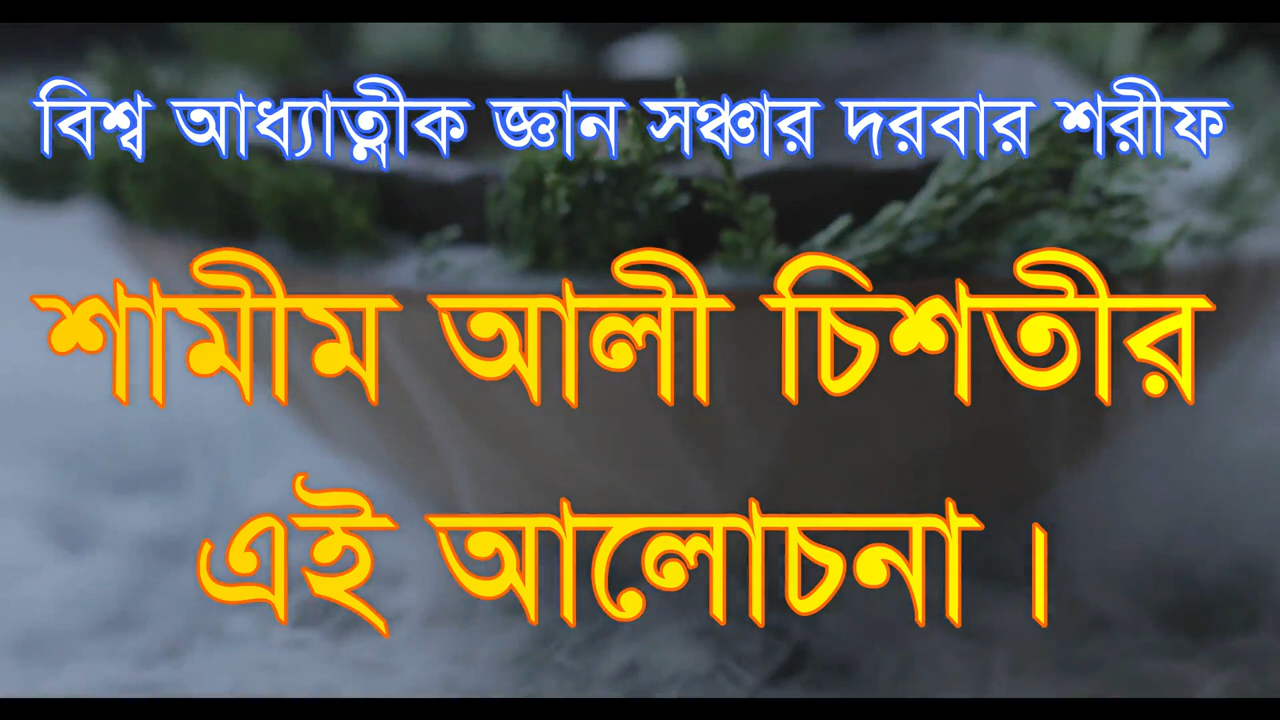 বিশ্ব আধ্যাত্নীক জ্ঞান সঞ্চার দরবার শরীফ
শামীম আলী চিশতীর
এই আলোচনা।